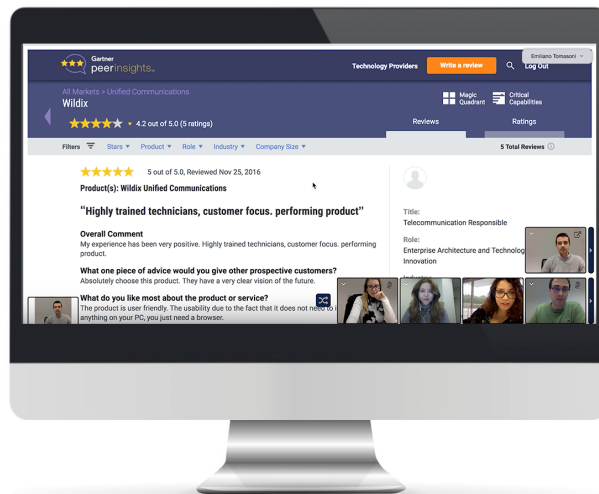 Gartner
peerinsights™
Technology Providers
Write a review
Log Out
Emiliano Tomasoni
All Markets > Unified Communications
Wildix
Magic Quadrant
Critical Capabilities
4.2 out of 5.0 (5 ratings)
Reviews
Ratings
Filters
Stars
Product
Role
Industry
Company Size
5 Total Reviews
5 out of 5.0, Reviewed Nov 25, 2016
Product(s): Wildix Unified Communications
“Highly trained technicians, customer focus. performing product”
Overall Comment
My experience has been very positive. Highly trained technicians, customer focus. performing
product.
What one piece of advice would you give other prospective customers?
Absolutely choose this product. They have a very clear vision of the future.
What do you like most about the product or service?
The product is user friendly. The usability due to the fact that it does not need to
anything on your PC, you just need a browser.
Title:
Telecommunication Responsible
Role:
Enterprise Architecture and Technolog
Innovation